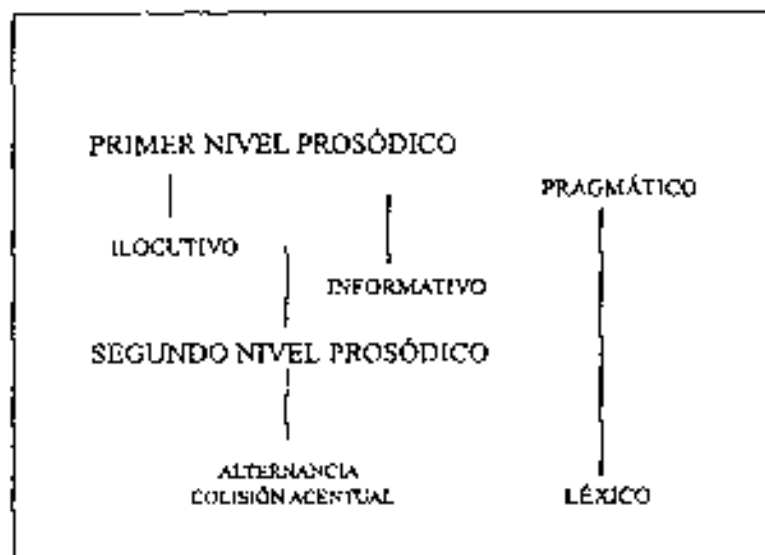 PRIMER NIVEL PROSÓDICO
PRAGMÁTICO
ILOCUTIVO
INFORMATIVO
SEGUNDO NIVEL PROSÓDICO
ALTERNANCIA
COLISIÓN ACENTUAL
LÉXICO